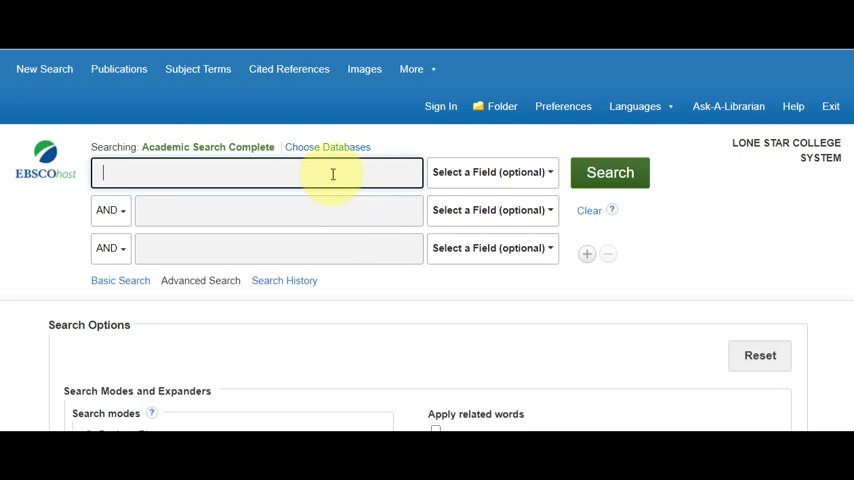 New Search Publications Subject Terms Cited References Images More
Sign In Folder Preferences Languages Ask-A-Librarian Help Exit
Searching: Academic Search Complete Choose Databases
LONE STAR COLLEGE
SYSTEM
EBSCOhost
Select a Field (optional) Search
AND Select a Field (optional) Clear ?
AND Select a Field (optional)
Basic Search Advanced Search Search History
Search Options
Reset
Search Modes and Expanders
Search modes ? Apply related words